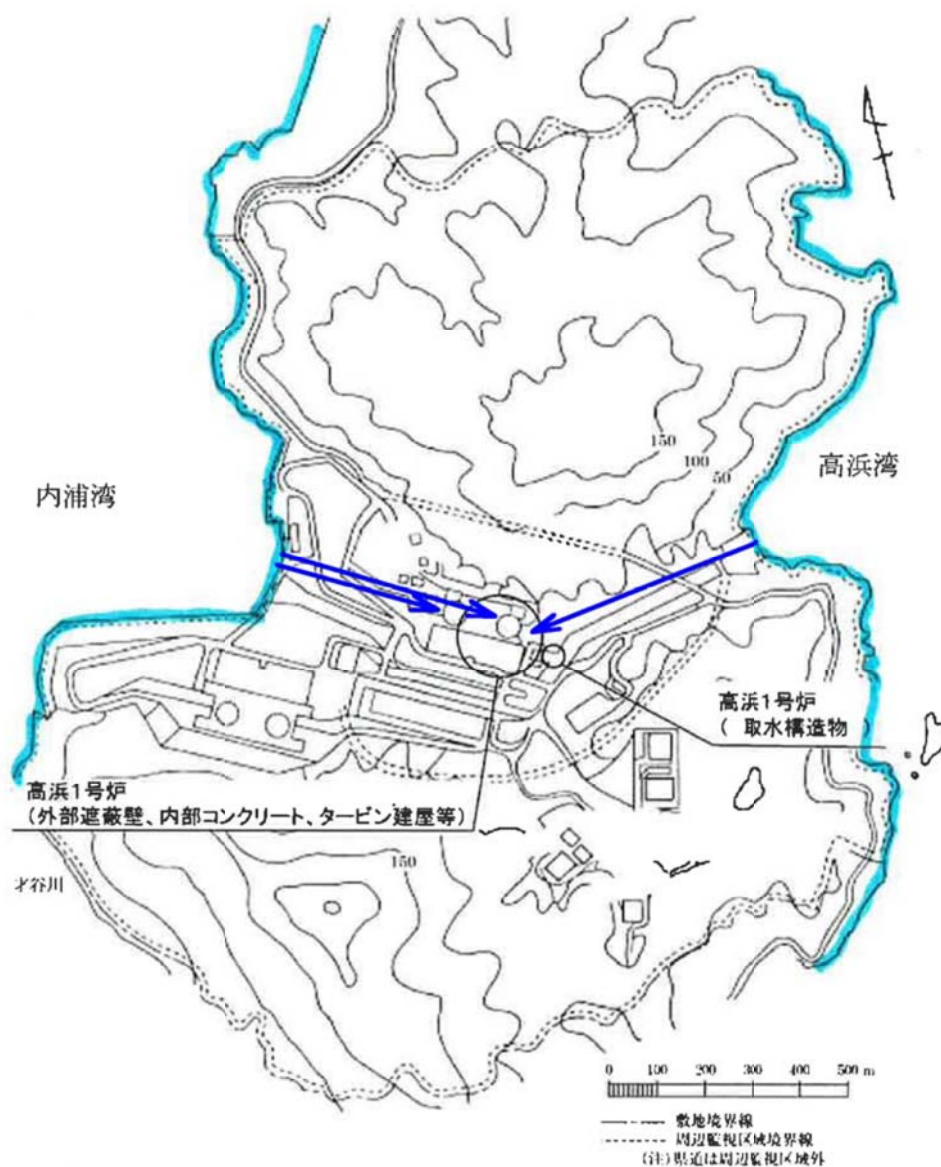 内浦湾
高浜湾
150
100
50
高浜1号炉
( 取水構造物
高浜1号炉
(外部遮蔽壁、内部コンクリート、タービン建屋等)
150
才谷川
0 100 200 300 400 500 m
敷地境界線
周辺監視区域境界線
(注)県道は周辺監視区域外